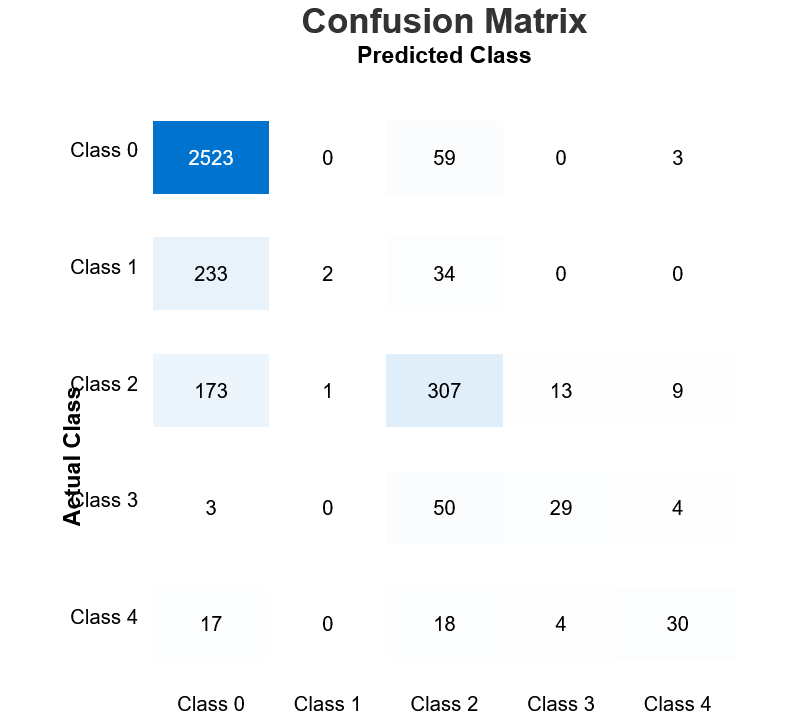 Confusion Matrix
Predicted Class
Class 0 2523 0 59 0 3
Class 1 233 2 34 0 0
Class 2 173 1 307 13 9
Actual Class
Class 3 3 0 50 29 4
Class 4 17 0 18 4 30
Class 0 Class 1 Class 2 Class 3 Class 4